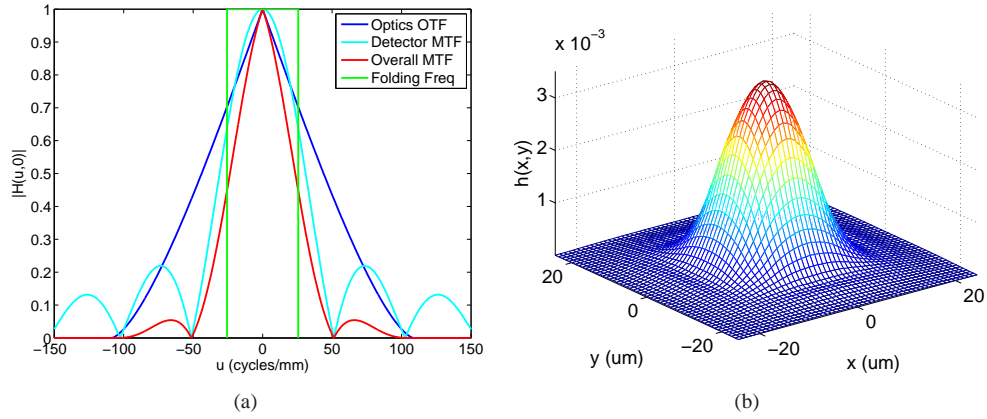 1
0.9
0.8
0.7
0.6
0.5
0.4
0.3
0.2
0.1
0
|H(u,0)|
−150
−100
−50
0
50
100
150
u (cycles/mm)
Optics OTF
Detector MTF
Overall MTF
Folding Freq
(a)
x 10⁻³
3
2
1
h(x,y)
20
0
−20
y (um)
−20
0
20
x (um)
(b)